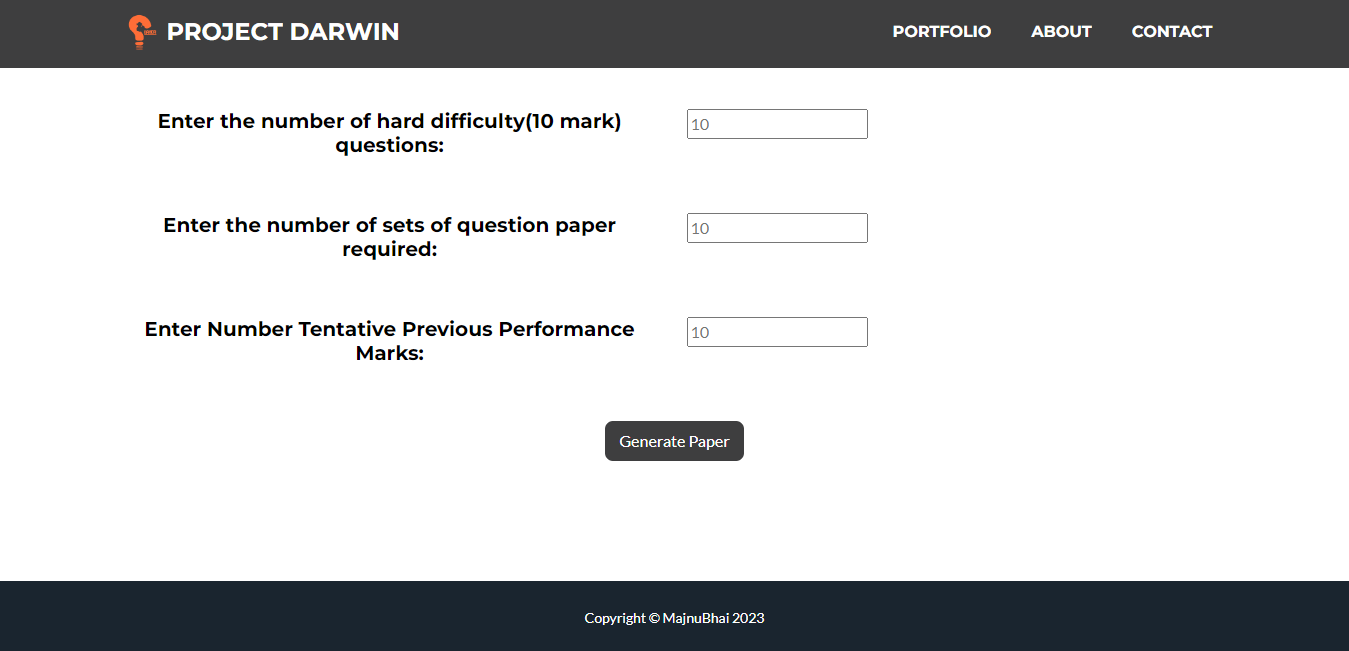 PROJECT DARWIN
PORTFOLIO ABOUT CONTACT
Enter the number of hard difficulty(10 mark)
questions:
10
Enter the number of sets of question paper
required:
10
Enter Number Tentative Previous Performance
Marks:
10
Generate Paper
Copyright © MajnuBhai 2023